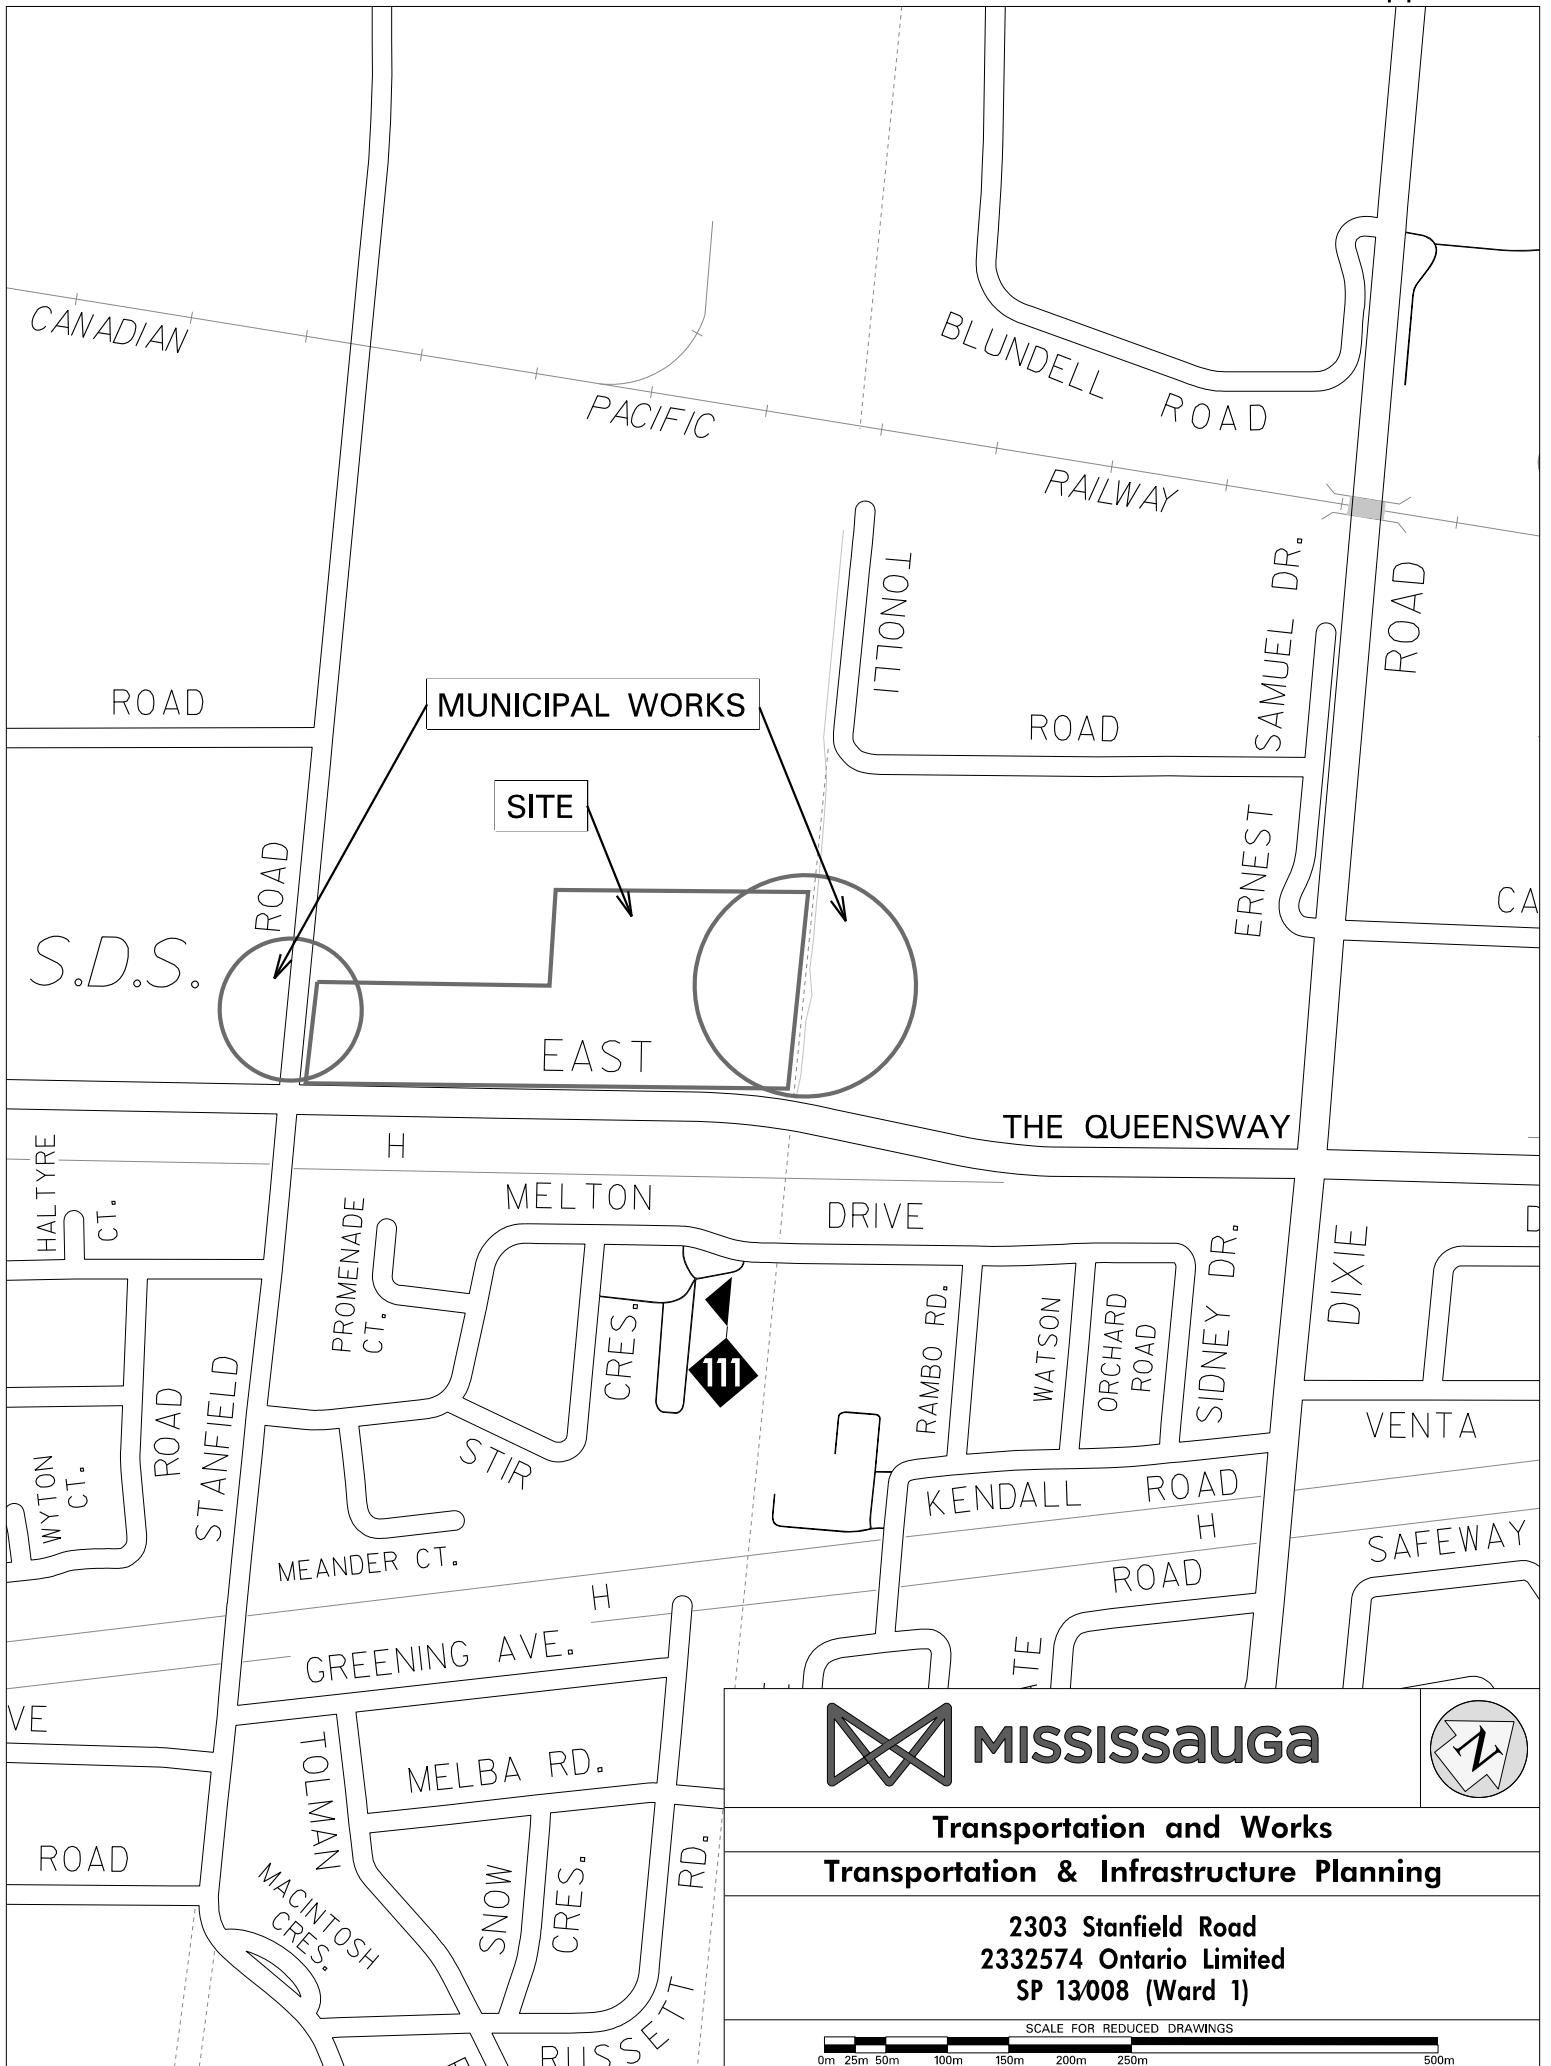 CANADIAN
PACIFIC
RAILWAY
BLUNDELL
ROAD
TONOLLI
ROAD
SAMUEL DR.
ERNEST
ROAD
ROAD
MUNICIPAL WORKS
SITE
ROAD
S.D.S.
EAST
CA
THE QUEENSWAY
H
HALTYRE
CT.
PROMENADE
CT.
MELTON
DRIVE
CRES.
111
RAMBO RD.
WATSON
ORCHARD
ROAD
SIDNEY DR.
DIXIE
D
VENTA
WYTON
CT.
ROAD
STANFIELD
STIR
MEANDER CT.
KENDALL ROAD
H
ROAD
SAFEWAY
H
GREENING AVE.
ATE
VE
TOLMAN
MELBA RD.
ROAD
MACINTOSH
CRES.
SNOW
CRES.
RD.
RUSSETT
MISSISSAUGA
N
Transportation and Works
Transportation & Infrastructure Planning
2303 Stanfield Road
2332574 Ontario Limited
SP 13/008 (Ward 1)
SCALE FOR REDUCED DRAWINGS
0m 25m 50m 100m 150m 200m 250m 500m